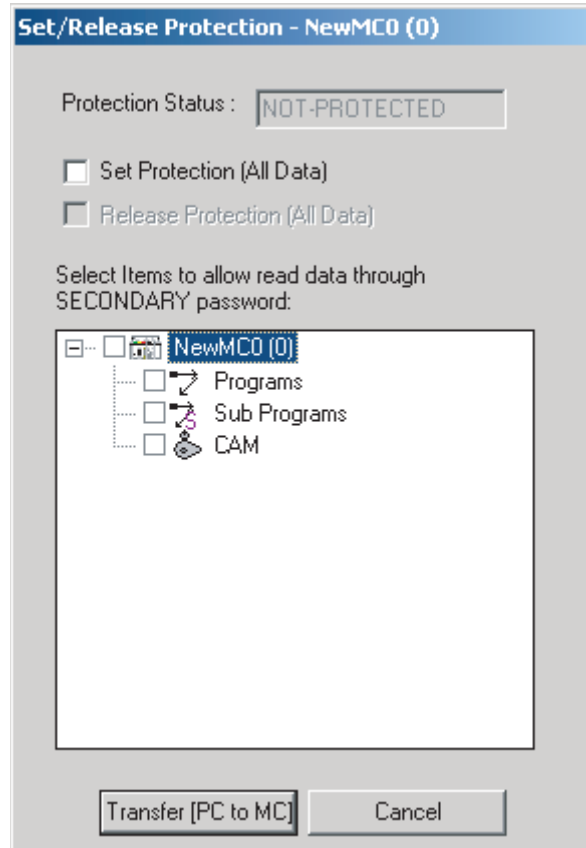 Set/Release Protection - NewMC0 (0)
Protection Status :
NOT-PROTECTED
Set Protection (All Data)
Release Protection (All Data)
Select Items to allow read data through
SECONDARY password:
NewMC0 (0)
Programs
Sub Programs
CAM
Transfer [PC to MC]
Cancel